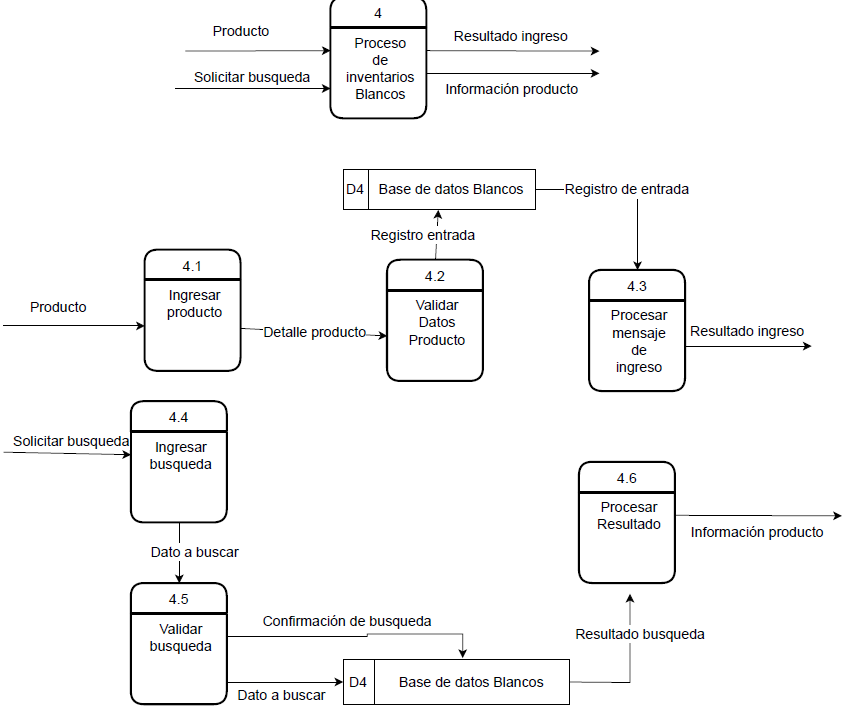 4
Producto
Resultado ingreso
Proceso
de
inventarios
Blancos
Solicitar busqueda
Información producto
D4
Base de datos Blancos
Registro de entrada
Registro entrada
4.1
Ingresar
producto
Producto
Detalle producto
4.2
Validar
Datos
Producto
4.3
Procesar
mensaje
de
ingreso
Resultado ingreso
4.4
Ingresar
busqueda
Solicitar busqueda
Dato a buscar
4.6
Procesar
Resultado
Información producto
4.5
Validar
busqueda
Confirmación de busqueda
Resultado busqueda
Dato a buscar
D4
Base de datos Blancos